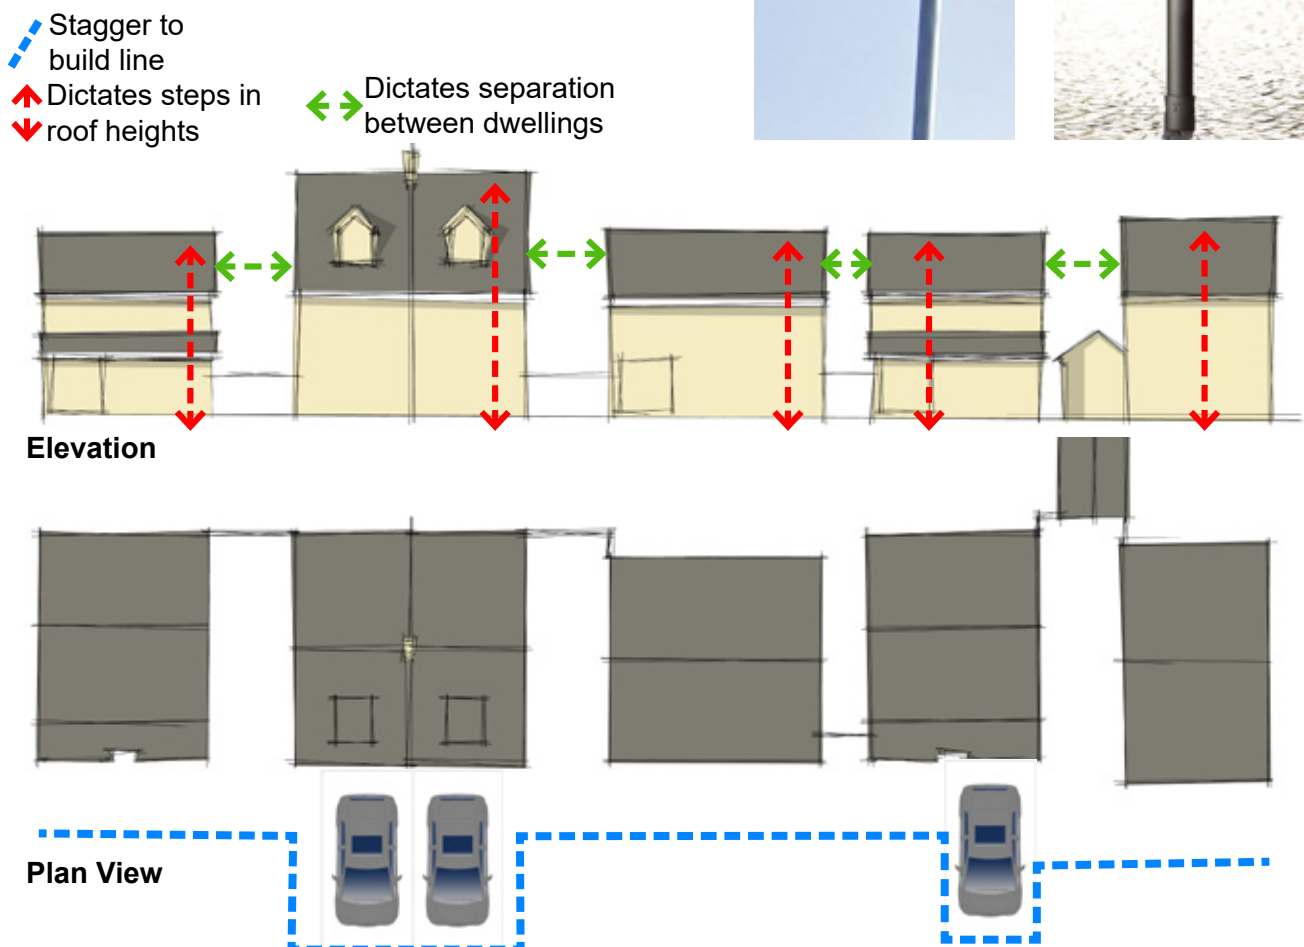 Stagger to
build line
Dictates steps in
roof heights
Dictates separation
between dwellings
Elevation
Plan View